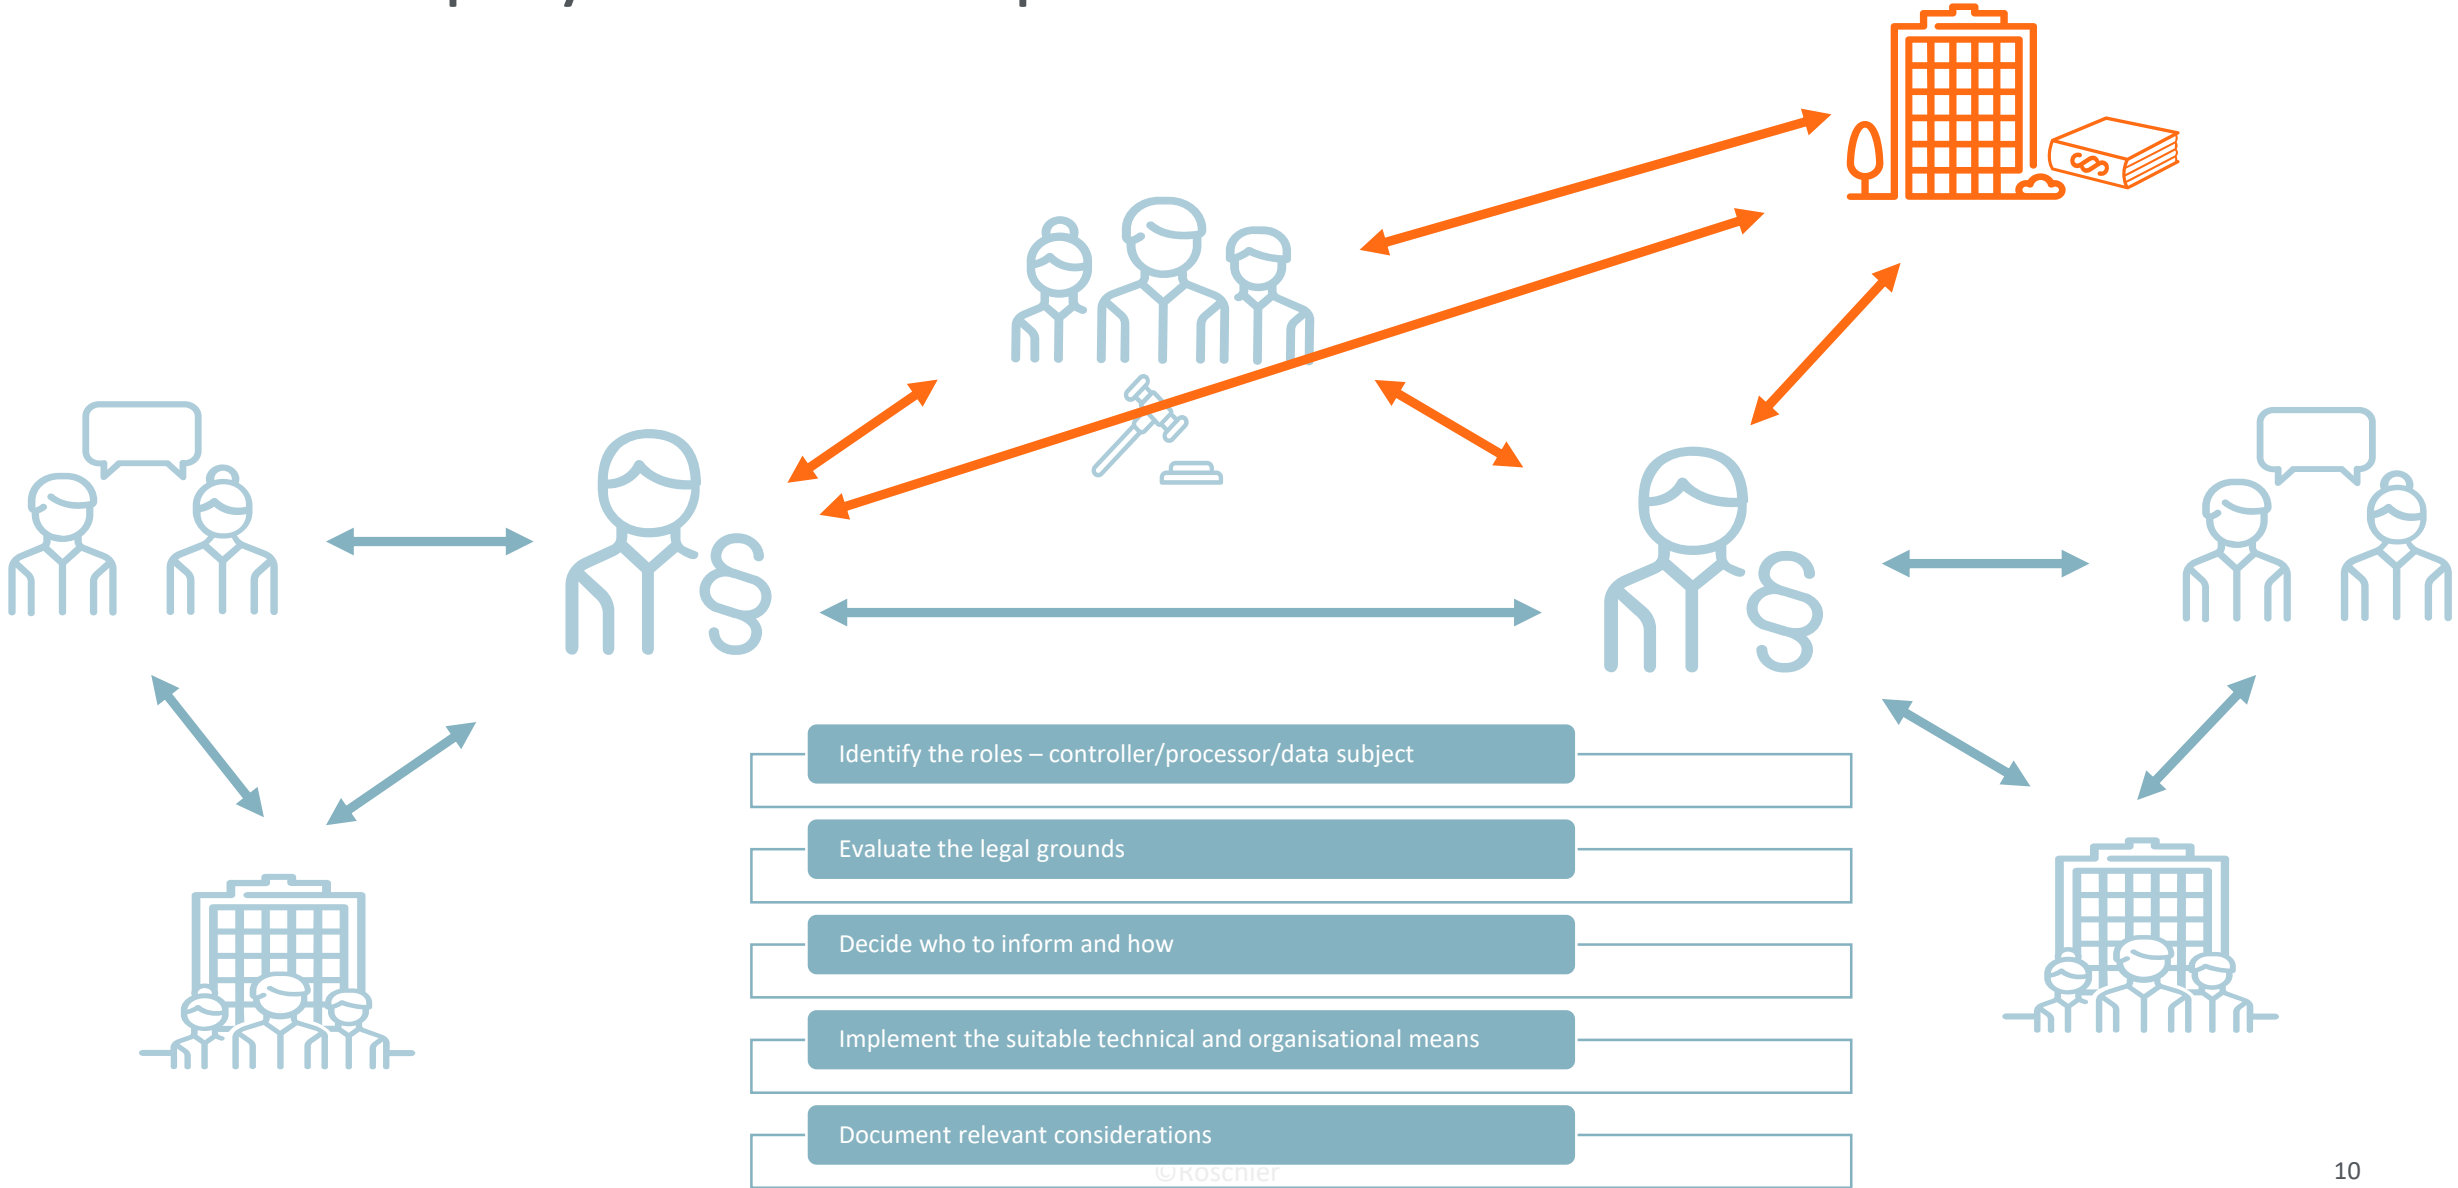 Identify the roles – controller/processor/data subject
Evaluate the legal grounds
Decide who to inform and how
Implement the suitable technical and organisational means
Document relevant considerations
©Roschier
10